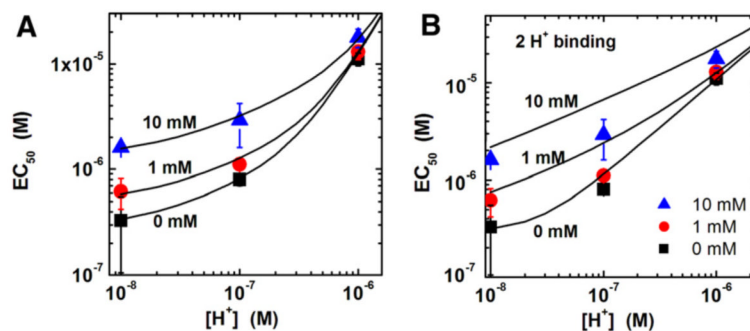 A
B
2 H⁺ binding
1x10⁻⁵
10⁻⁵
EC₅₀ (M)
EC₅₀ (M)
10 mM
10 mM
10⁻⁶
10⁻⁶
1 mM
1 mM
0 mM
0 mM
10 mM
1 mM
0 mM
10⁻⁷
10⁻⁷
10⁻⁸ 10⁻⁷ 10⁻⁶
10⁻⁸ 10⁻⁷ 10⁻⁶
[H⁺] (M)
[H⁺] (M)